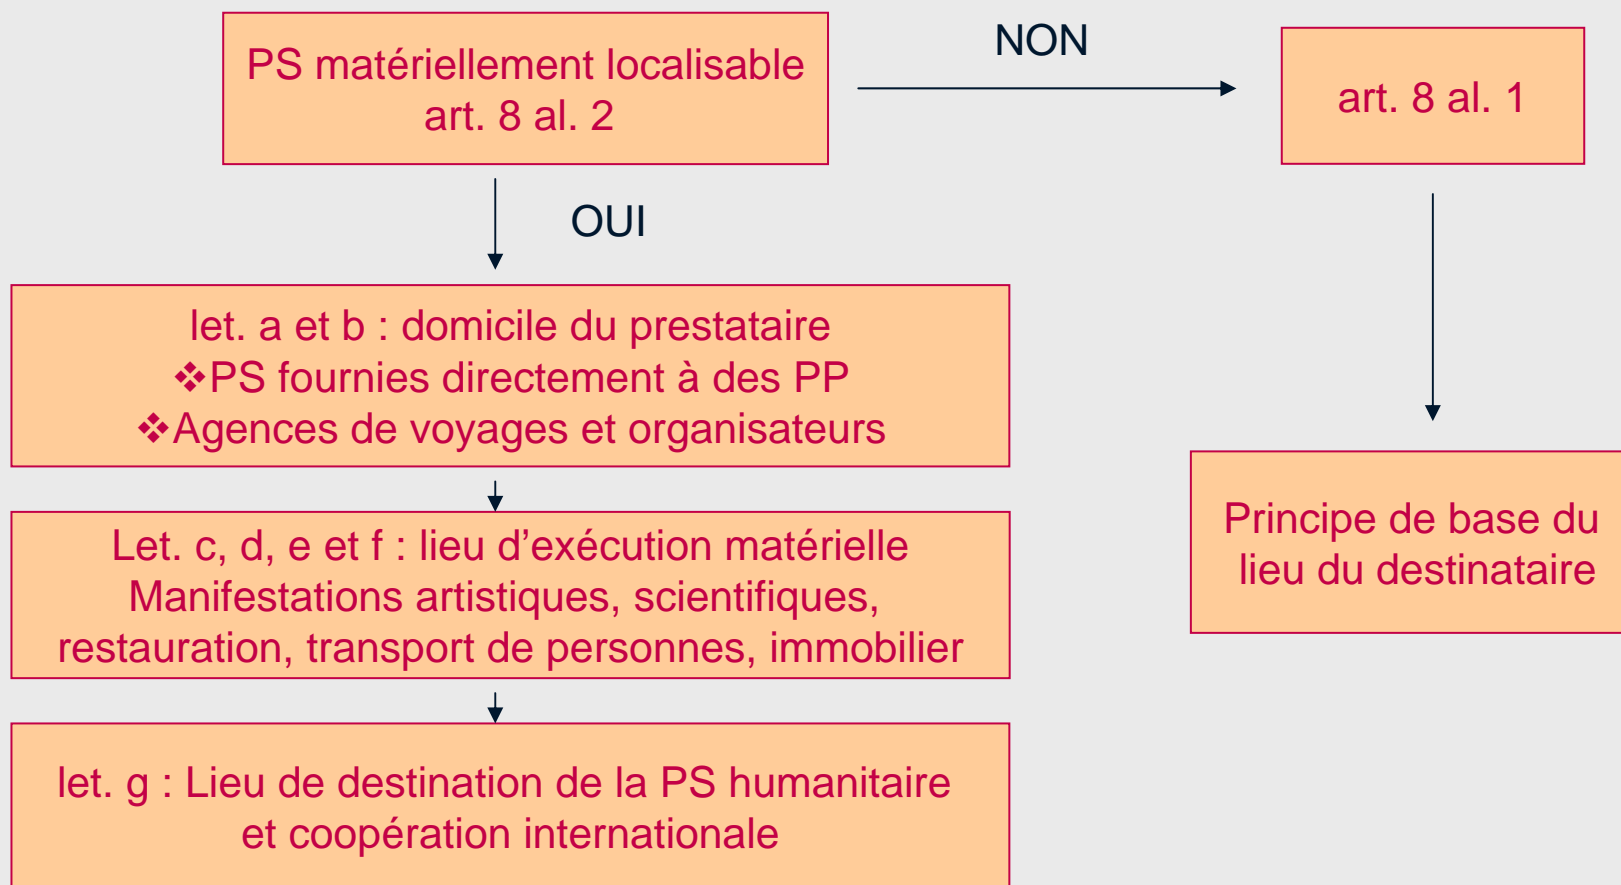 PS matériellement localisable
art. 8 al. 2
NON
art. 8 al. 1
OUI
let. a et b : domicile du prestataire
❖PS fournies directement à des PP
❖Agences de voyages et organisateurs
Let. c, d, e et f : lieu d’exécution matérielle
Manifestations artistiques, scientifiques,
restauration, transport de personnes, immobilier
let. g : Lieu de destination de la PS humanitaire
et coopération internationale
Principe de base du
lieu du destinataire